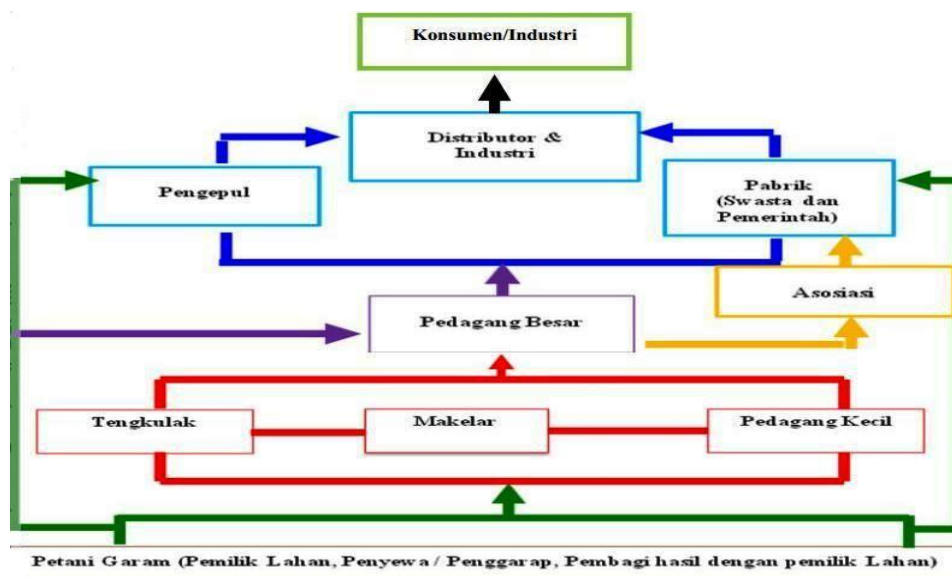 Konsumen/Industri
Distributor &
Industri
Pengepul
Pabrik
(Swasta dan
Pemerintah)
Asosiasi
Pedagang Besar
Tengkulak
Makelar
Pedagang Kecil
Petani Garam (Pemilik Lahan, Penyewa / Penggarap, Pembagi hasil dengan pemilik Lahan)